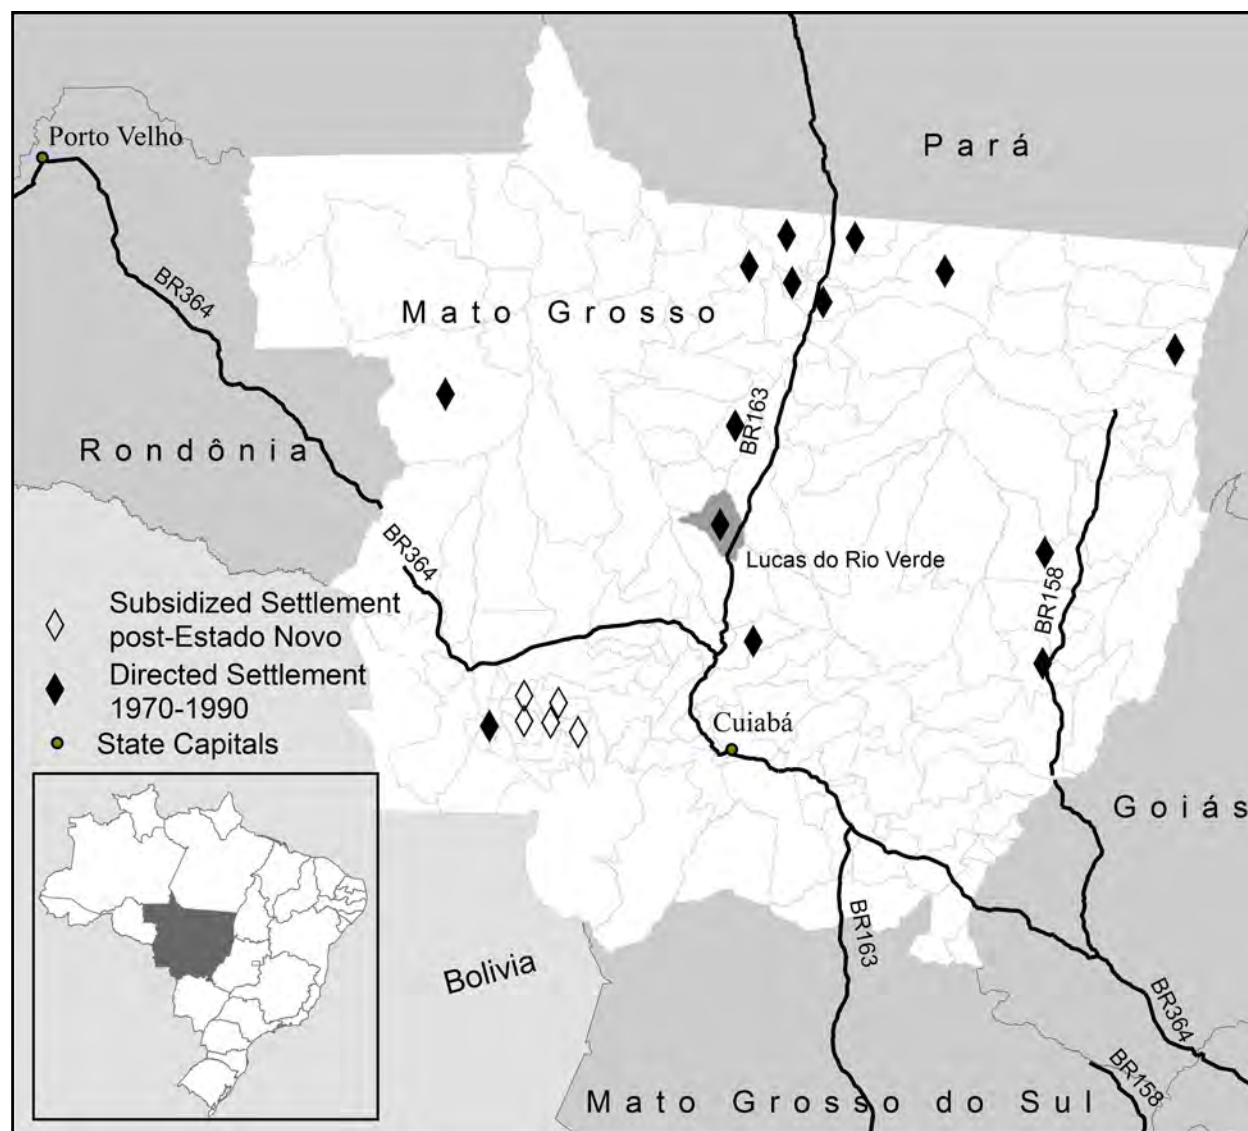 Pará
Porto Velho
BR364
Mato Grosso
BR163
Rondônia
BR364
Lucas do Rio Verde
BR158
Subsidized Settlement
post-Estado Novo
Directed Settlement
1970-1990
State Capitals
Cuiabá
Goiás
BR163
Bolivia
BR364
BR158
Mato Grosso do Sul